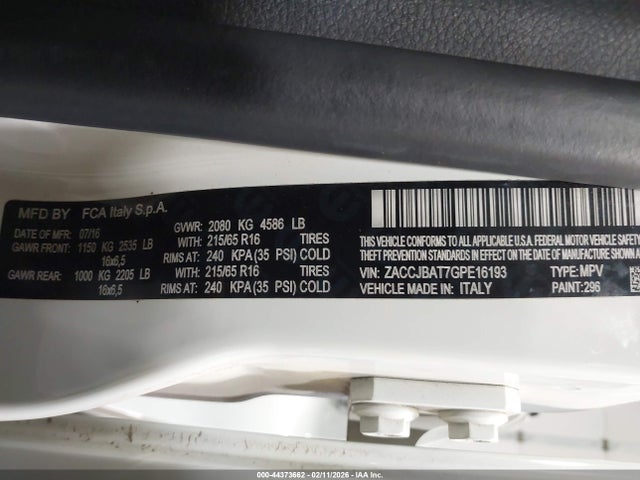 MFD BY FCA Italy S.p.A.
DATE OF MFR: 07/16 GVWR: 2080 KG 4586 LB
GAWR FRONT: 1150 KG 2535 LB WITH: 215/65 R16 TIRES
16x6,5 RIMS AT: 240 KPA (35 PSI) COLD
GAWR REAR: 1000 KG 2205 LB WITH: 215/65 R16 TIRES
16x6,5 RIMS AT: 240 KPA (35 PSI) COLD
THIS VEHICLE CONFORMS TO ALL APPLICABLE U.S.A. FEDERAL MOTOR VEHICLE SAFETY
THEFT PREVENTION STANDARDS IN EFFECT ON THE DATE OF MANUFACTURE SHOWN
VIN: ZACCJBAT7GPE16193 TYPE: MPV
VEHICLE MADE IN: ITALY PAINT: 296
000-44373662 - 02/11/2026 - IAAI.COM